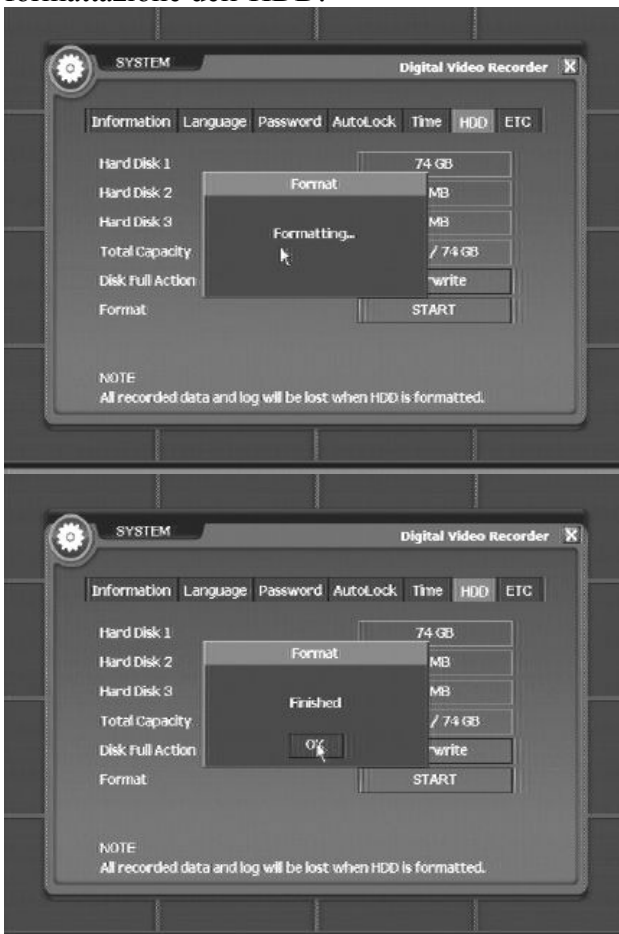 SYSTEM
Digital Video Recorder X
Information Language Password AutoLock Time HDD ETC
Hard Disk 1 74 GB
Format
Hard Disk 2 MB
Hard Disk 3 MB
Formatting...
Total Capacity / 74 GB
Disk Full Action rwrite
Format START
NOTE
All recorded data and log will be lost when HDD is formatted.
SYSTEM
Digital Video Recorder X
Information Language Password AutoLock Time HDD ETC
Hard Disk 1 74 GB
Format
Hard Disk 2 MB
Hard Disk 3 MB
Finished
Total Capacity / 74 GB
OK
Disk Full Action rwrite
Format START
NOTE
All recorded data and log will be lost when HDD is formatted.